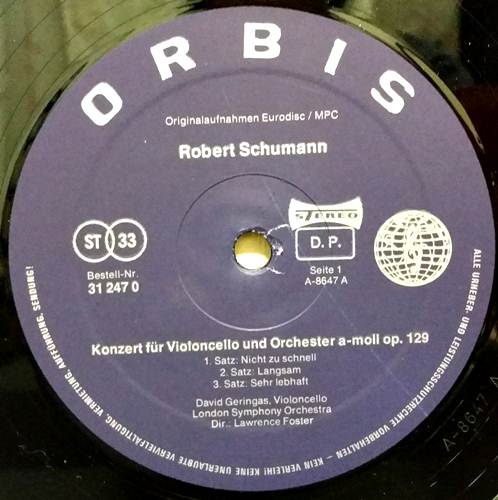 ORBIS
Originalaufnahmen Eurodisc / MPC
Robert Schumann
ST 33
Bestell-Nr.
31 247 0
STEREO
D. P.
Seite 1
A-8647 A
Konzert für Violoncello und Orchester a-moll op. 129
1. Satz: Nicht zu schnell
2. Satz: Langsam
3. Satz: Sehr lebhaft
David Geringas, Violoncello
London Symphony Orchestra
Dir.: Lawrence Foster
ALLE URHEBER- UND LEISTUNGSSCHUTZRECHTE VORBEHALTEN - KEIN VERLEIH! KEINE UNERLAUBTE VERVIELFÄLTIGUNG, VERMIETUNG, AUFFÜHRUNG, SENDUNG!
A-8647 A